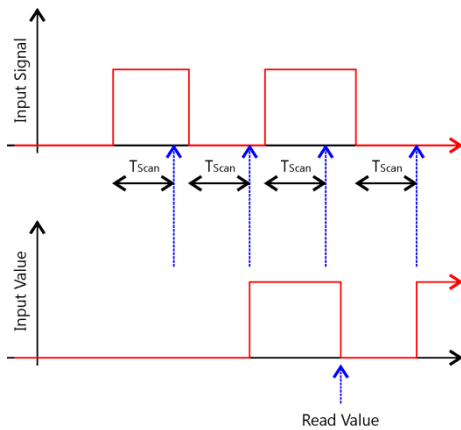 Input Signal
TScan
TScan
TScan
TScan
Input Value
Read Value